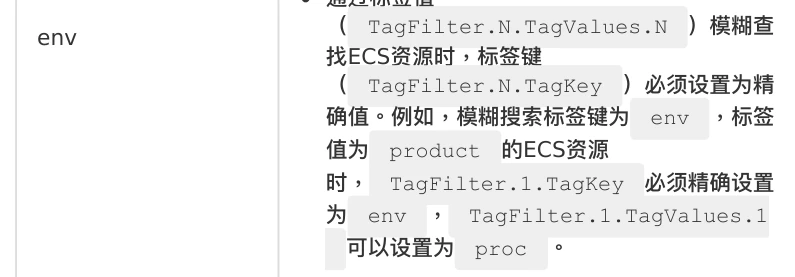 env
通过标签值
（ TagFilter.N.TagValues.N ）模糊查
找ECS资源时，标签键
（ TagFilter.N.TagKey ）必须设置为精
确值。例如，模糊搜索标签键为 env ，标签
值为 product 的ECS资源
时， TagFilter.1.TagKey 必须精确设置
为 env ， TagFilter.1.TagValues.1
可以设置为 proc 。